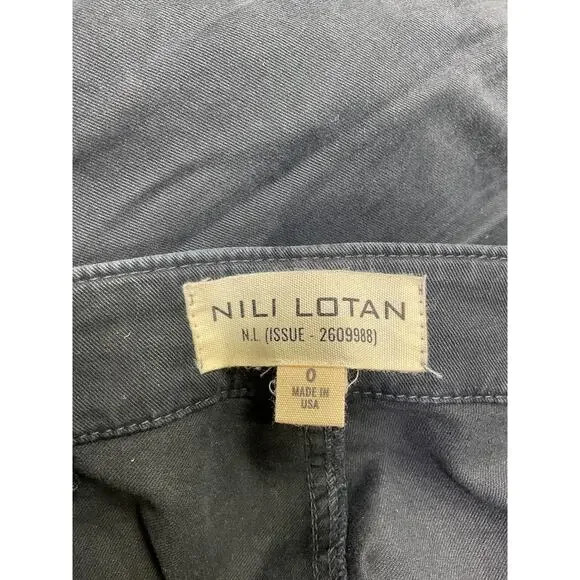 NILI LOTAN
N.L. (ISSUE - 2609988)
0
MADE IN
USA